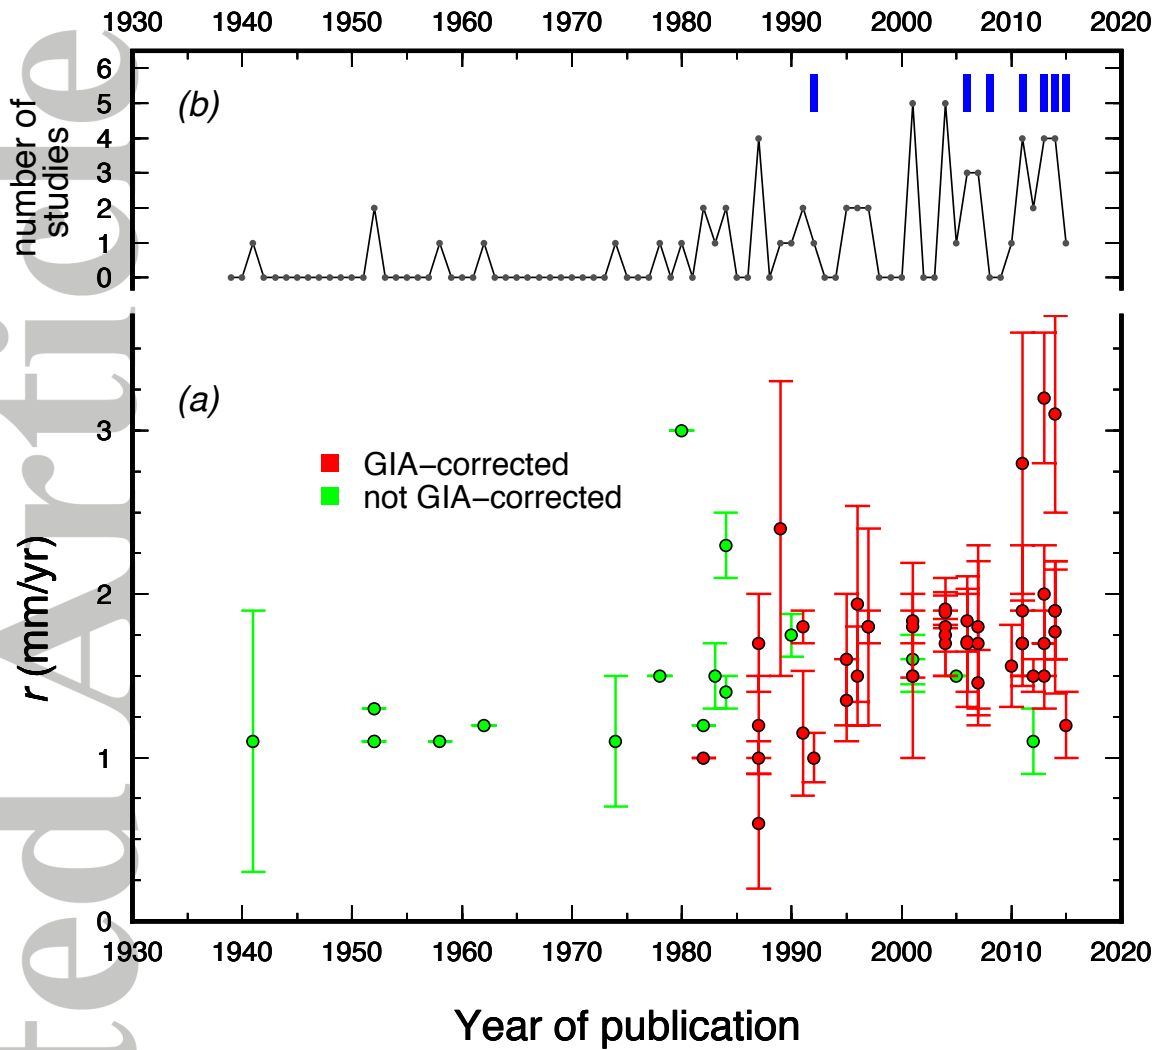 1930 1940 1950 1960 1970 1980 1990 2000 2010 2020
6
5
4
3
2
1
0
number of
studies
(b)
(a)
3
2
1
0
r (mm/yr)
GIA−corrected
not GIA−corrected
1930 1940 1950 1960 1970 1980 1990 2000 2010 2020
Year of publication
ted Article